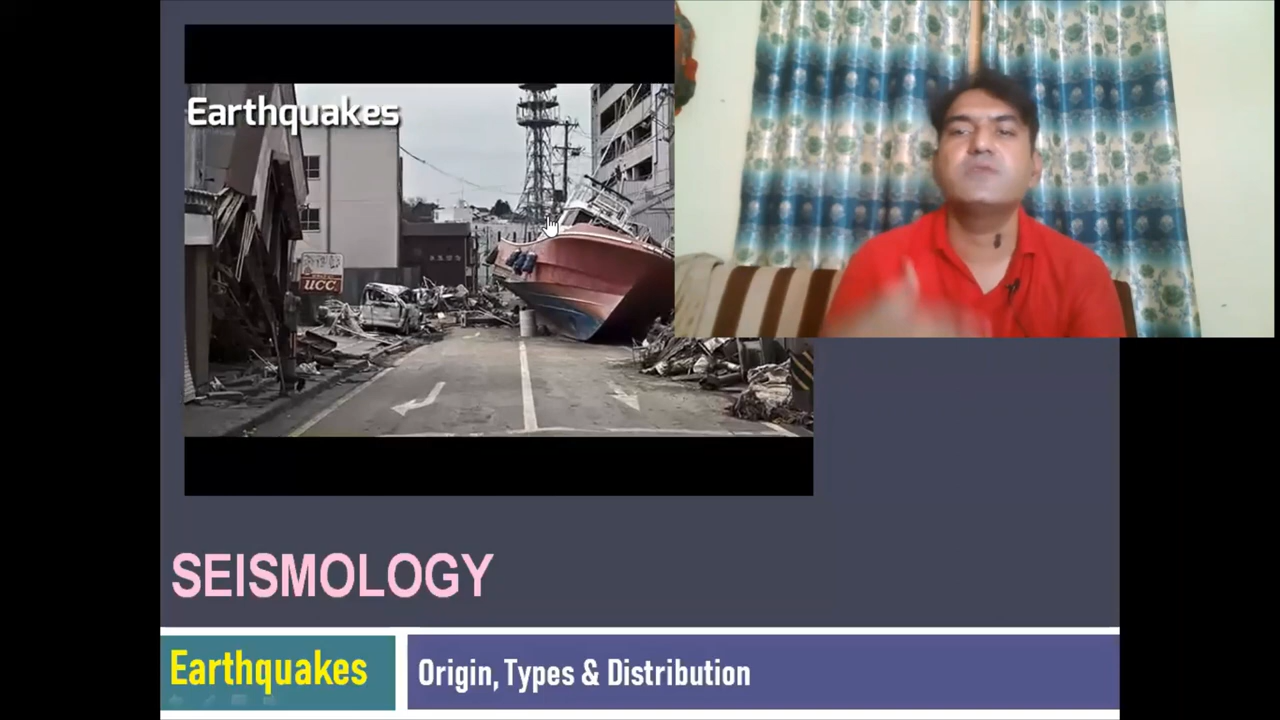 Earthquakes
UCC
SEISMOLOGY
Earthquakes
Origin, Types & Distribution